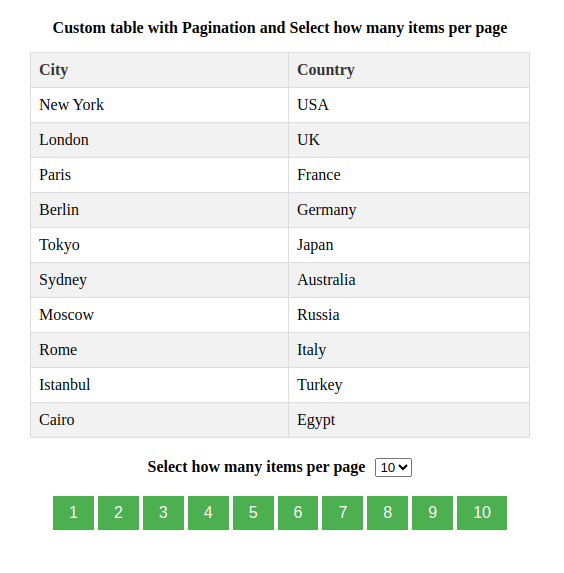 Custom table with Pagination and Select how many items per page
City Country
New York USA
London UK
Paris France
Berlin Germany
Tokyo Japan
Sydney Australia
Moscow Russia
Rome Italy
Istanbul Turkey
Cairo Egypt
Select how many items per page 10
1 2 3 4 5 6 7 8 9 10